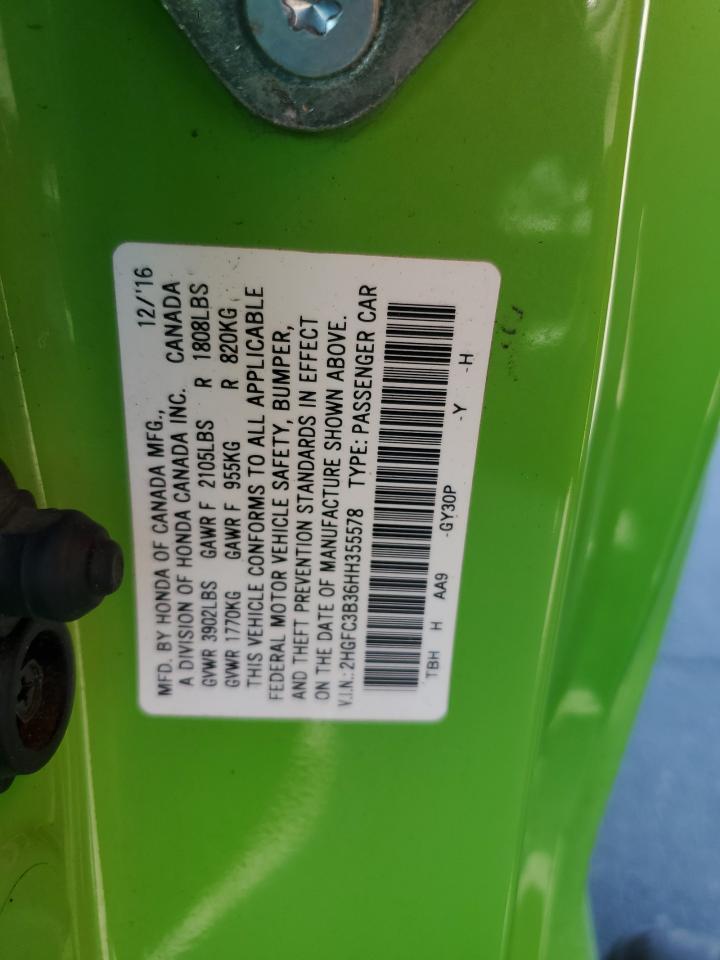 MFD. BY HONDA OF CANADA MFG., 12/'16
A DIVISION OF HONDA CANADA INC. CANADA
GVWR 3902LBS GAWR F 2105LBS R 1808LBS
GVWR 1770KG GAWR F 955KG R 820KG
THIS VEHICLE CONFORMS TO ALL APPLICABLE
FEDERAL MOTOR VEHICLE SAFETY, BUMPER,
AND THEFT PREVENTION STANDARDS IN EFFECT
ON THE DATE OF MANUFACTURE SHOWN ABOVE.
V.I.N.: 2HGFC3B36HH355578 TYPE: PASSENGER CAR
TBH H AA9 -GY30P -Y -H